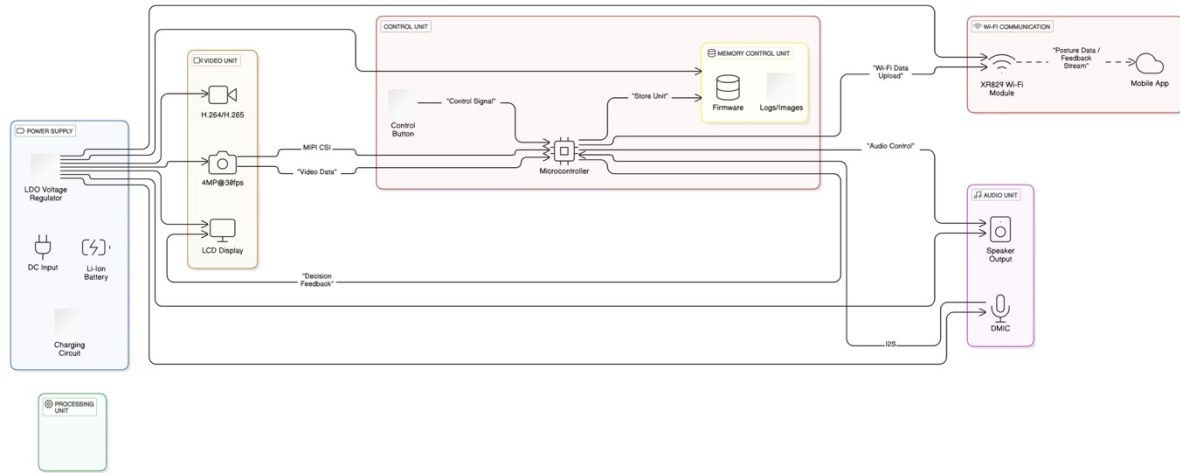 CONTROL UNIT
WI-FI COMMUNICATION
VIDEO UNIT
MEMORY CONTROL UNIT
"Wi-Fi Data
Upload"
"Posture Data /
Feedback
Stream"
XR829 Wi-Fi
Module
Mobile App
H.264/H.265
"Control Signal"
"Store Unit"
Firmware
Logs/Images
Control
Button
POWER SUPPLY
LDO Voltage
Regulator
MIPI CSI
"Audio Control"
4MP@30fps
"Video Data"
Microcontroller
AUDIO UNIT
DC Input
Li-Ion
Battery
LCD Display
Speaker
Output
"Decision
Feedback"
DMIC
Charging
Circuit
I2S
PROCESSING
UNIT